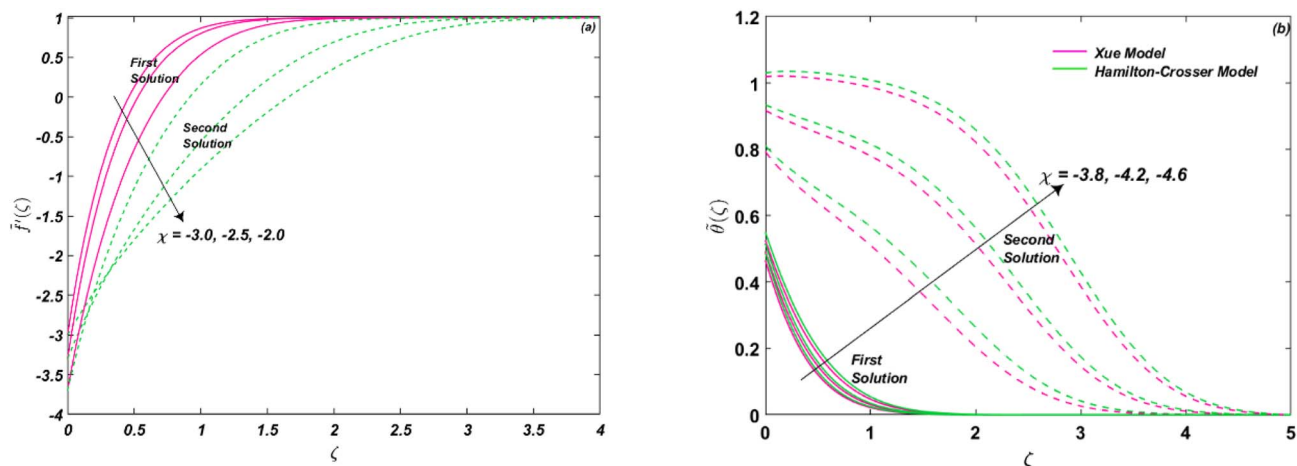 (a)
1
0.5
0
-0.5
-1
-1.5
-2
-2.5
-3
-3.5
-4
f̃'(ζ)
First
Solution
Second
Solution
χ = -3.0, -2.5, -2.0
0 0.5 1 1.5 2 2.5 3 3.5 4
ζ
(b)
1.2
1
0.8
0.6
0.4
0.2
0
θ̃(ζ)
Xue Model
Hamilton-Crosser Model
χ = -3.8, -4.2, -4.6
Second
Solution
First
Solution
0 1 2 3 4 5
ζ